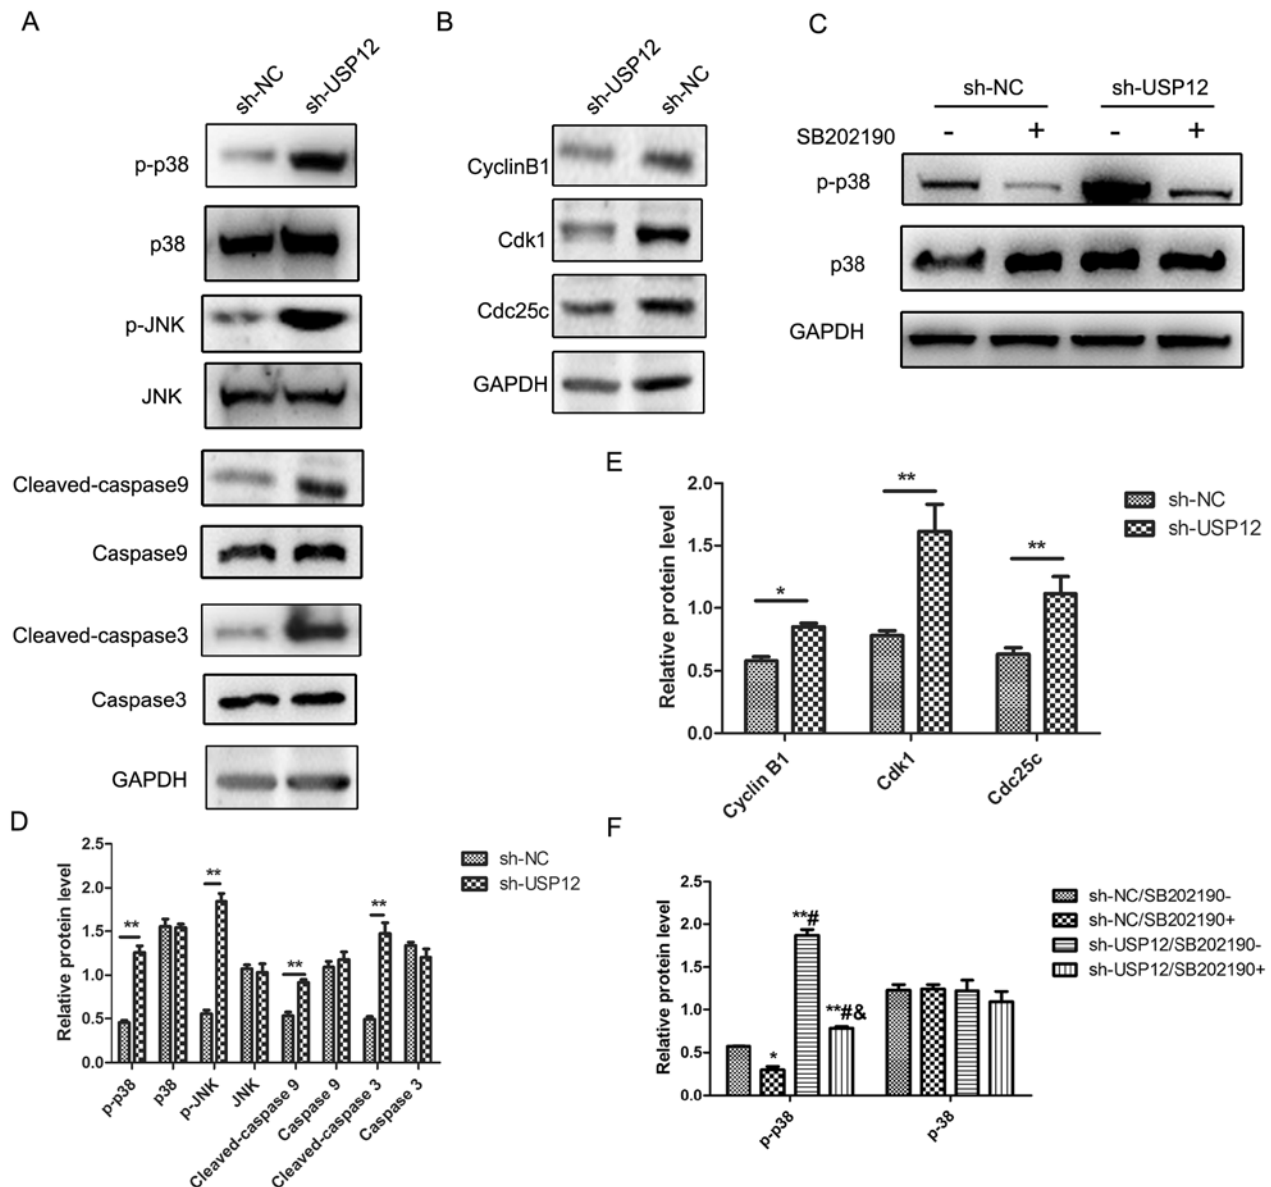 A
sh-NC
sh-USP12
p-p38
p38
p-JNK
JNK
Cleaved-caspase9
Caspase9
Cleaved-caspase3
Caspase3
GAPDH
B
sh-USP12
sh-NC
CyclinB1
Cdk1
Cdc25c
GAPDH
C
sh-NC
sh-USP12
SB202190 - + - +
p-p38
p38
GAPDH
D
Relative protein level
2.5
2.0
1.5
1.0
0.5
0.0
**
**
**
**
p-p38
p38
p-JNK
JNK
Cleaved-caspase 9
Caspase 9
Cleaved-caspase 3
Caspase 3
sh-NC
sh-USP12
E
Relative protein level
2.0
1.5
1.0
0.5
0.0
*
**
**
Cyclin B1
Cdk1
Cdc25c
sh-NC
sh-USP12
F
Relative protein level
2.5
2.0
1.5
1.0
0.5
0.0
*
**#
**#&
p-p38
p-38
sh-NC/SB202190-
sh-NC/SB202190+
sh-USP12/SB202190-
sh-USP12/SB202190+